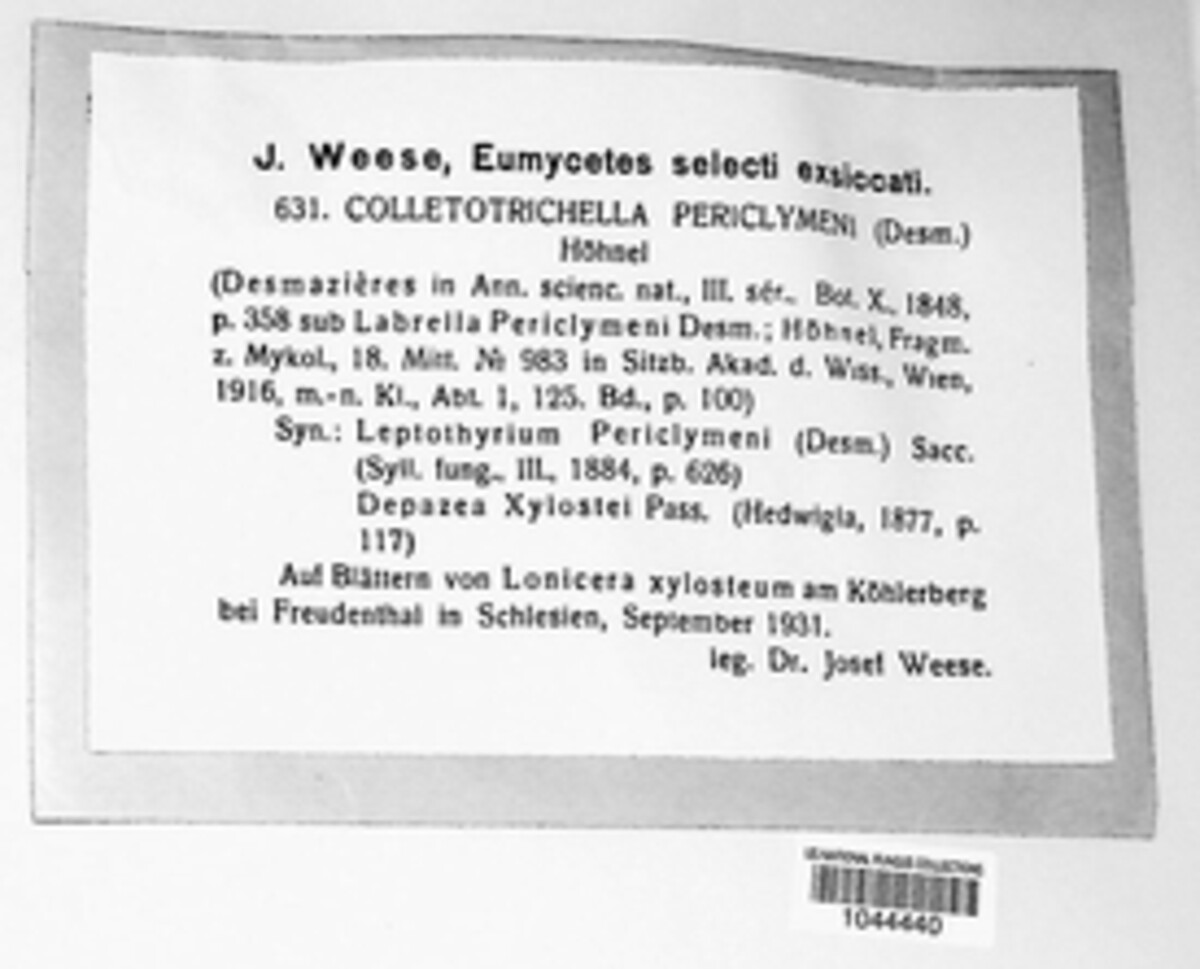 J. Weese, Eumycetes selecti exsiccati.
631. COLLETOTRICHELLA PERICLYMENI (Desm.)
Höhnel
(Desmazières in Ann. scienc. nat., III. sér., Bot. X., 1848,
p. 358 sub Labrella Periclymeni Desm.; Höhnel, Fragm.
z. Mykol., 18. Mitt. № 983 in Sitzb. Akad. d. Wiss., Wien,
1916, m.-n. Kl., Abt. 1, 125. Bd., p. 100)
Syn.: Leptothyrium Periclymeni (Desm.) Sacc.
(Syll. fung., III., 1884, p. 626)
Depazea Xylostei Pass. (Hedwigia, 1877, p.
117)
Auf Blättern von Lonicera xylosteum am Köhlerberg
bei Freudenthal in Schlesien, September 1931.
leg. Dr. Josef Weese.
US NATIONAL FUNGUS COLLECTIONS
1044440